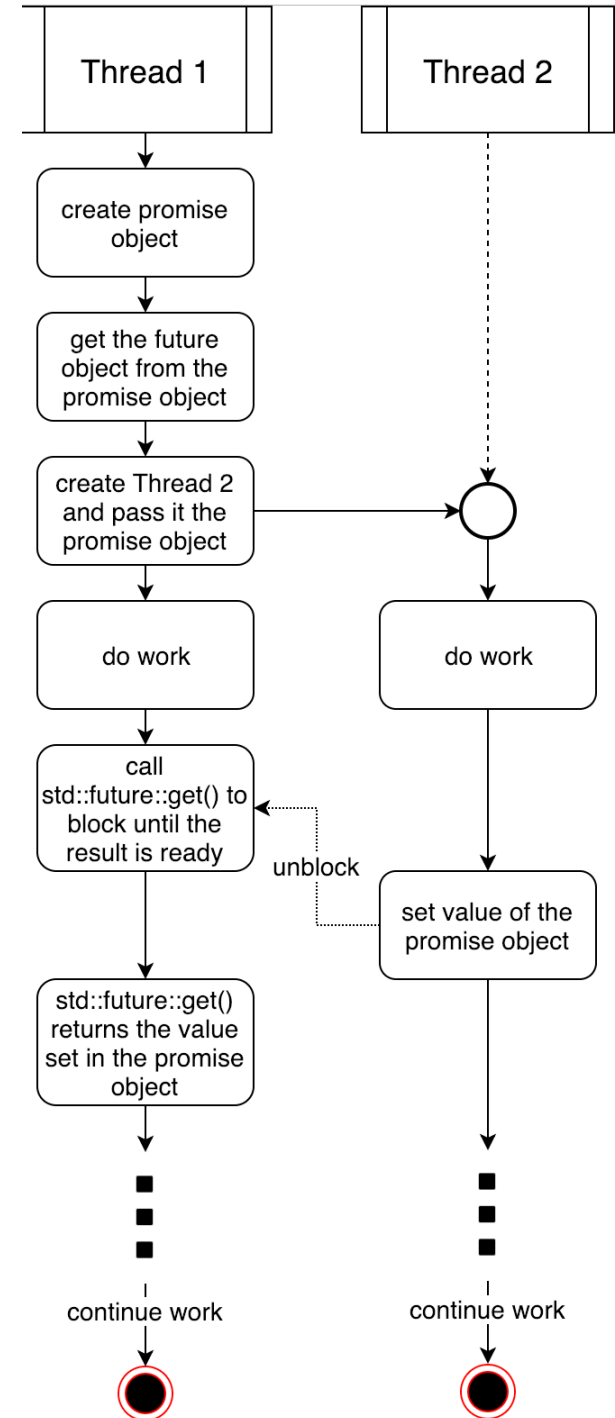 Thread 1
Thread 2
create promise
object
get the future
object from the
promise object
create Thread 2
and pass it the
promise object
do work
do work
call
std::future::get() to
block until the
result is ready
unblock
set value of the
promise object
std::future::get()
returns the value
set in the promise
object
continue work
continue work